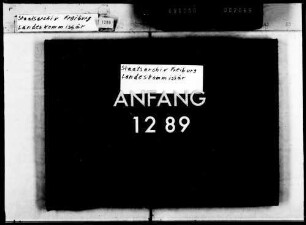 Staatsarchiv Freiburg
Landeskommissär
Staatsarchiv Freiburg
Landeskommissär
ANFANG
12 89